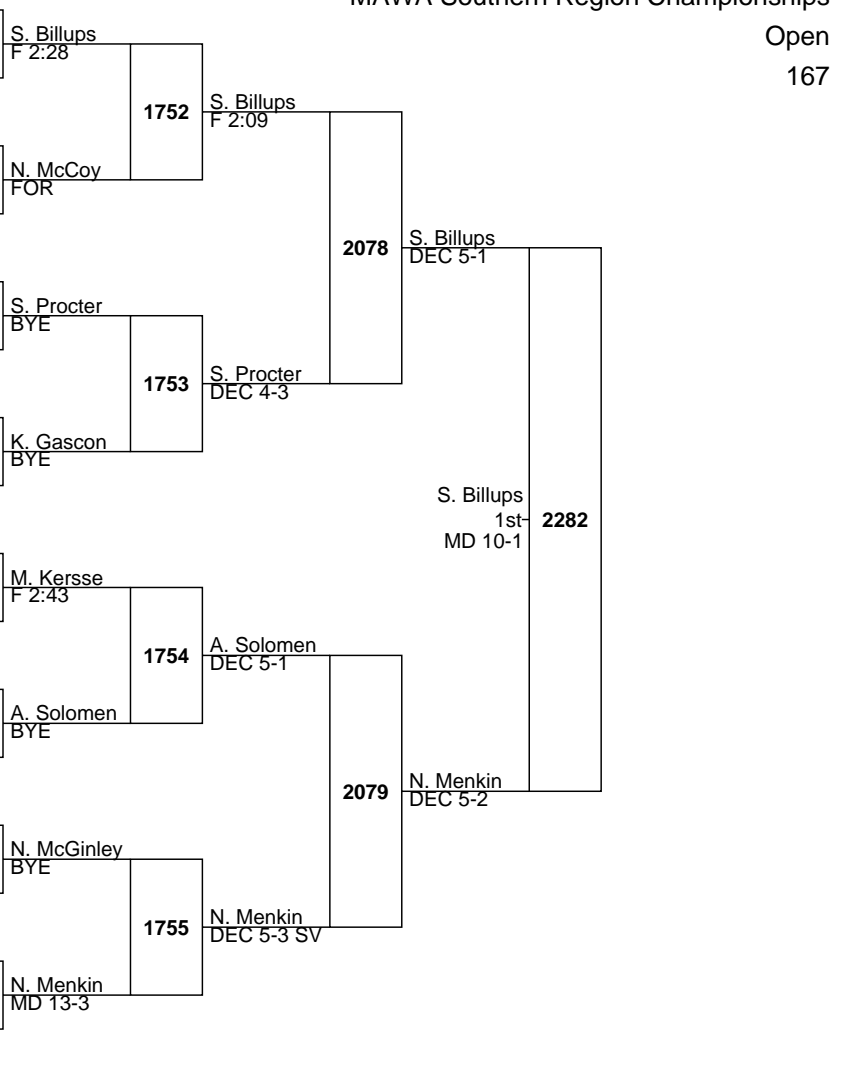 MAWA Southern Region Championships
Open
167
S. Billups
F 2:28
1752
S. Billups
F 2:09
N. McCoy
FOR
2078
S. Billups
DEC 5-1
S. Procter
BYE
1753
S. Procter
DEC 4-3
K. Gascon
BYE
S. Billups
1st
2282
MD 10-1
M. Kersse
F 2:43
1754
A. Solomen
DEC 5-1
A. Solomen
BYE
2079
N. Menkin
DEC 5-2
N. McGinley
BYE
1755
N. Menkin
DEC 5-3 SV
N. Menkin
MD 13-3